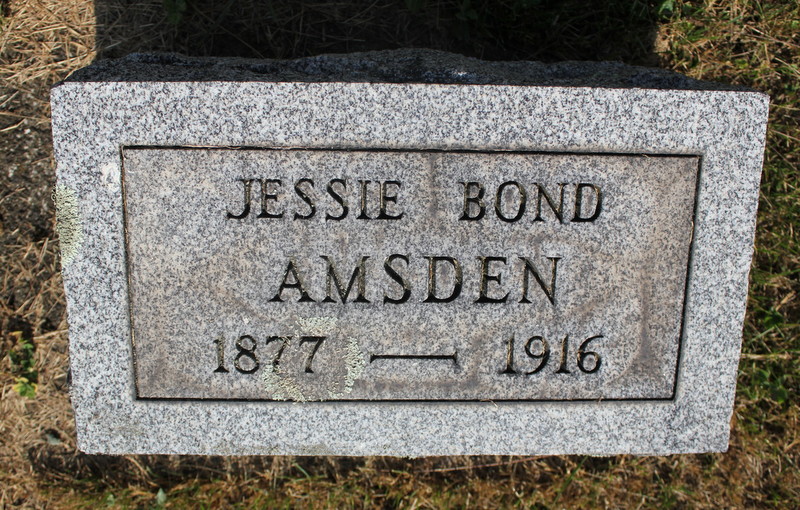 JESSIE BOND
AMSDEN
1877 — 1916